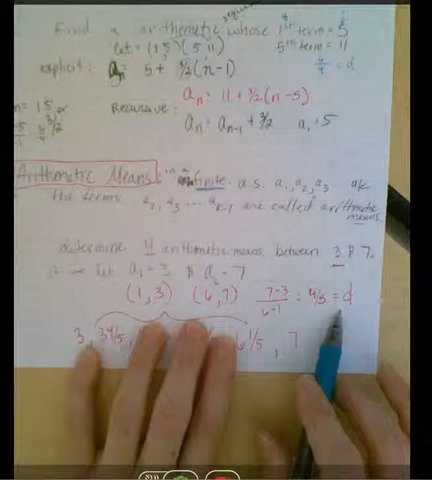 sequence
Find a arithmetic whose 1st term = 5
let = (1,5) (5,11) 5th term = 11
explicit: an = 5 + 3/2(n-1)
an = 11 + 3/2(n-5)
Recursive:
an = an-1 + 3/2 a1 = 5
Arithmetic Means: in a finite a.s. a1, a2, a3 ... ak
the terms a2, a3 ... ak-1 are called arithmetic
means.
determine 4 arithmetic means between 3 & 7.
let a1 = 3 & a6 = 7
(1,3) (6,7) 7-3/6-1 = 4/5 = d
3, 3 4/5, 6 1/5, 7